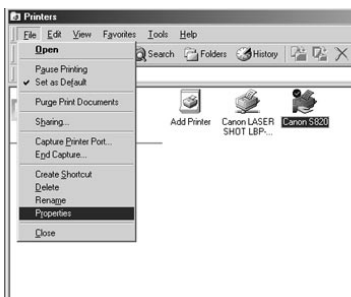 Printers
File Edit View Favorites Tools Help
Search Folders History
Open
Pause Printing
Set as Default
Purge Print Documents
Sharing...
Capture Printer Port...
End Capture...
Create Shortcut
Delete
Rename
Properties
Close
Add Printer Canon LASER SHOT LBP-... Canon S820